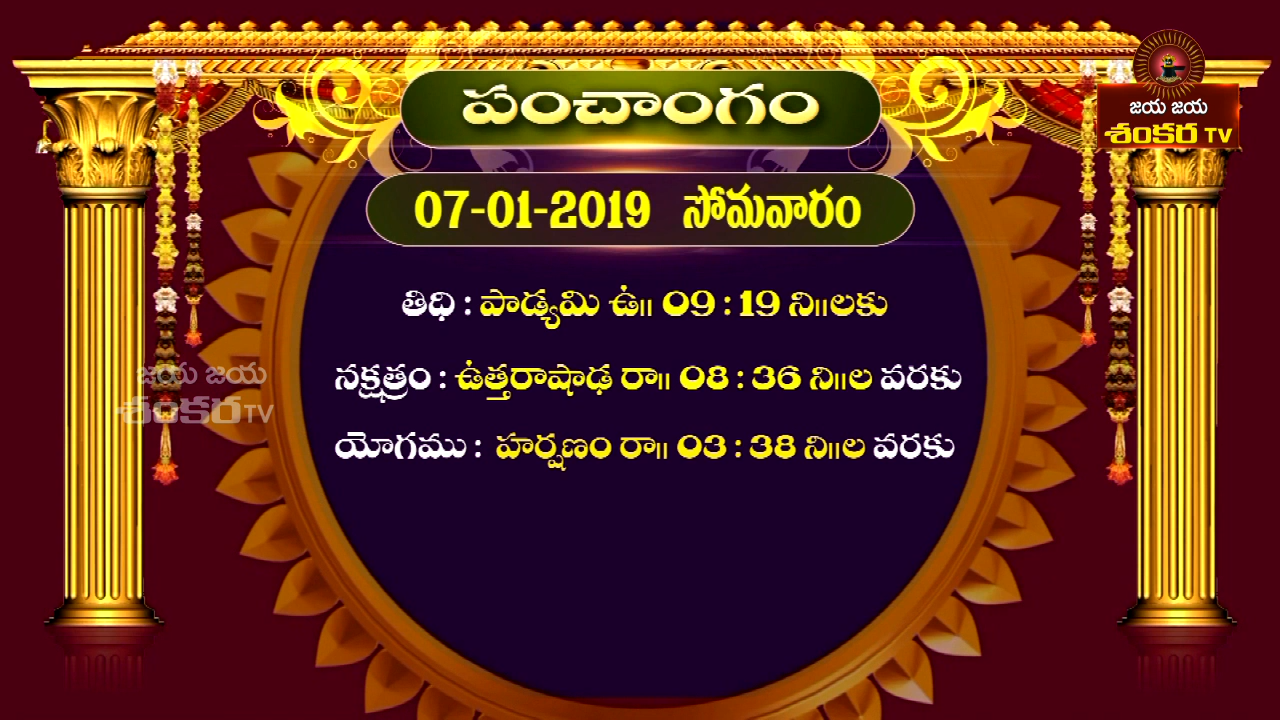 పంచాంగం
జయ జయ
శంకర TV
07-01-2019 సోమవారం
తిధి : పాడ్యమి ఉ॥ 09 : 19 ని॥లకు
నక్షత్రం : ఉత్తరాషాఢ రా॥ 08 : 36 ని॥ల వరకు
యోగము : హర్షణం రా॥ 03 : 38 ని॥ల వరకు
జయ జయ
శంకర TV